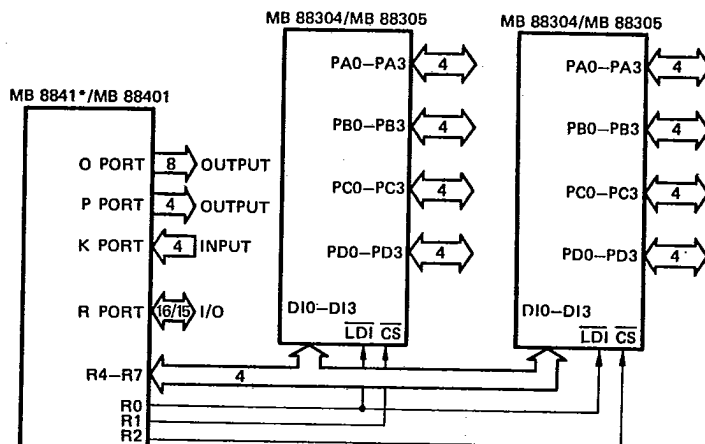 MB 88304/MB 88305
PA0–PA3
4
PB0–PB3
4
PC0–PC3
4
PD0–PD3
4
DI0–DI3
LDI CS
MB 88304/MB 88305
PA0–PA3
4
PB0–PB3
4
PC0–PC3
4
PD0–PD3
4
DI0–DI3
LDI CS
MB 8841*/MB 88401
O PORT 8 OUTPUT
P PORT 4 OUTPUT
K PORT 4 INPUT
R PORT 16/15 I/O
R4–R7 4
R0
R1
R2